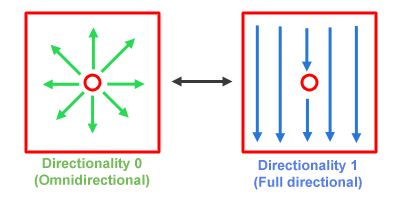 Directionality 0
(Omnidirectional)
Directionality 1
(Full directional)